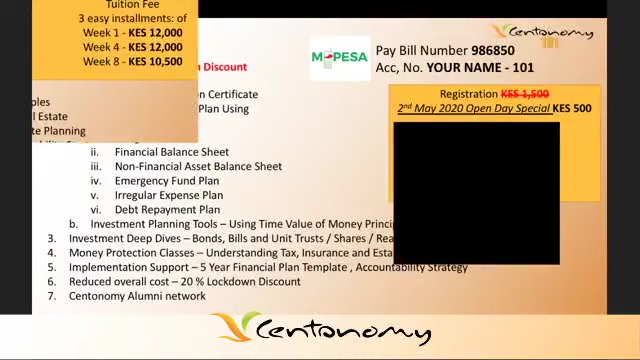 Tuition Fee
3 easy installments: of
Week 1 - KES 12,000
Week 4 - KES 12,000
Week 8 - KES 10,500
Discount
Centonomy
M-PESA
Pay Bill Number 986850
Acc, No. YOUR NAME - 101
Registration KES 1,500
2nd May 2020 Open Day Special KES 500
Certificate
Plan Using
Estate
Planning
ii. Financial Balance Sheet
iii. Non-Financial Asset Balance Sheet
iv. Emergency Fund Plan
v. Irregular Expense Plan
vi. Debt Repayment Plan
b. Investment Planning Tools – Using Time Value of Money
3. Investment Deep Dives – Bonds, Bills and Unit Trusts / Shares /
4. Money Protection Classes – Understanding Tax, Insurance and
5. Implementation Support – 5 Year Financial Plan Template , Accountability Strategy
6. Reduced overall cost – 20 % Lockdown Discount
7. Centonomy Alumni network
Centonomy